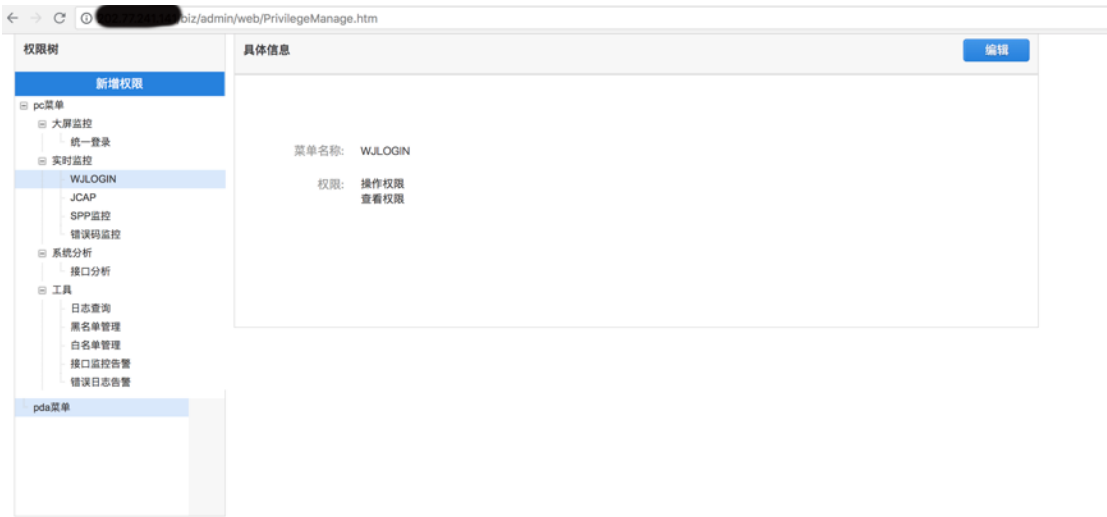 biz/admin/web/PrivilegeManage.htm
权限树
具体信息
编辑
新增权限
pc菜单
大屏监控
统一登录
实时监控
WJLOGIN
JCAP
SPP监控
错误码监控
系统分析
接口分析
工具
日志查询
黑名单管理
白名单管理
接口监控告警
错误日志告警
pda菜单
菜单名称: WJLOGIN
权限: 操作权限
查看权限